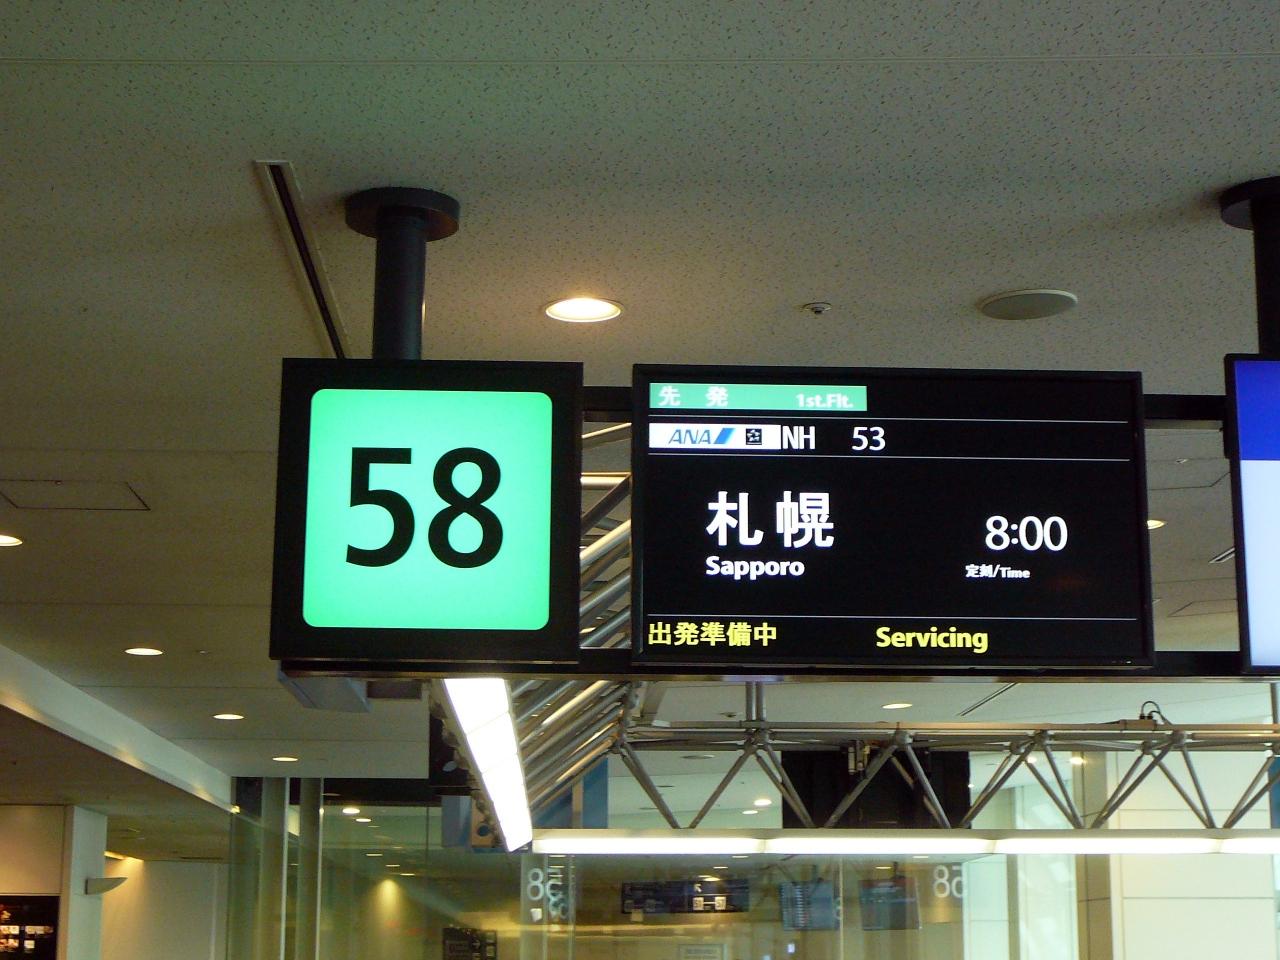 58
先 発 1st.Flt.
ANA NH 53
札幌 8:00
Sapporo 定刻/Time
出発準備中 Servicing